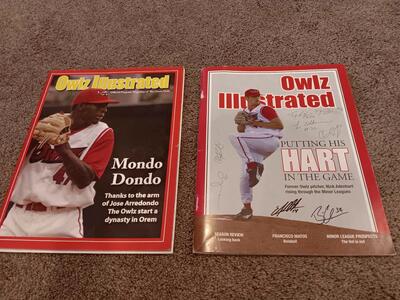 Owlz Illustrated
Mondo
Dondo
Thanks to the arm
of Jose Arredondo
The Owlz start a
dynasty in Orem
Owlz
Illustrated
PUTTING HIS
HART
IN THE GAME
Former Owlz pitcher, Nick Adenhart
rising through the Minor Leagues
SEASON REVIEW
Looking back
FRANCISCO MATOS
MINOR LEAGUE PROSPECTS
The list is in!